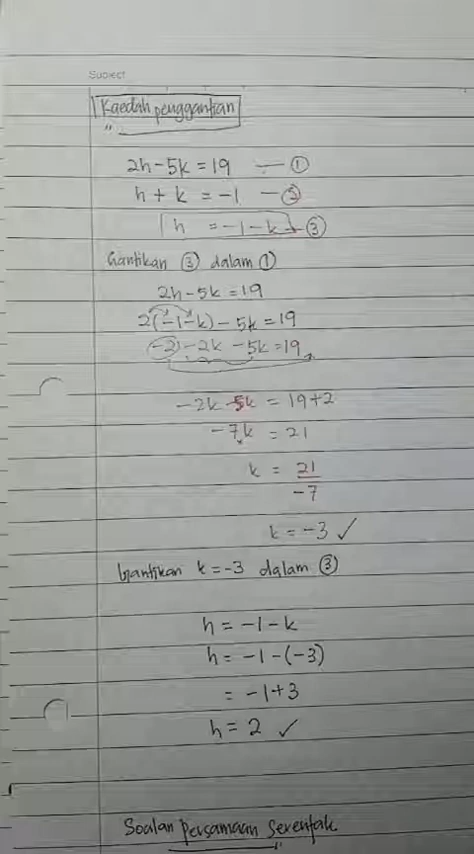 Subject
Kaedah penggantian
2h - 5k = 19 — ①
h + k = -1 — ②
h = -1 - k — ③
Gantikan ③ dalam ①
2h - 5k = 19
2(-1-k) - 5k = 19
-2 - 2k - 5k = 19
-2k - 5k = 19 + 2
-7k = 21
k = 21/-7
k = -3 ✓
Gantikan k = -3 dalam ③
h = -1 - k
h = -1 - (-3)
= -1 + 3
h = 2 ✓
Soalan persamaan serentak